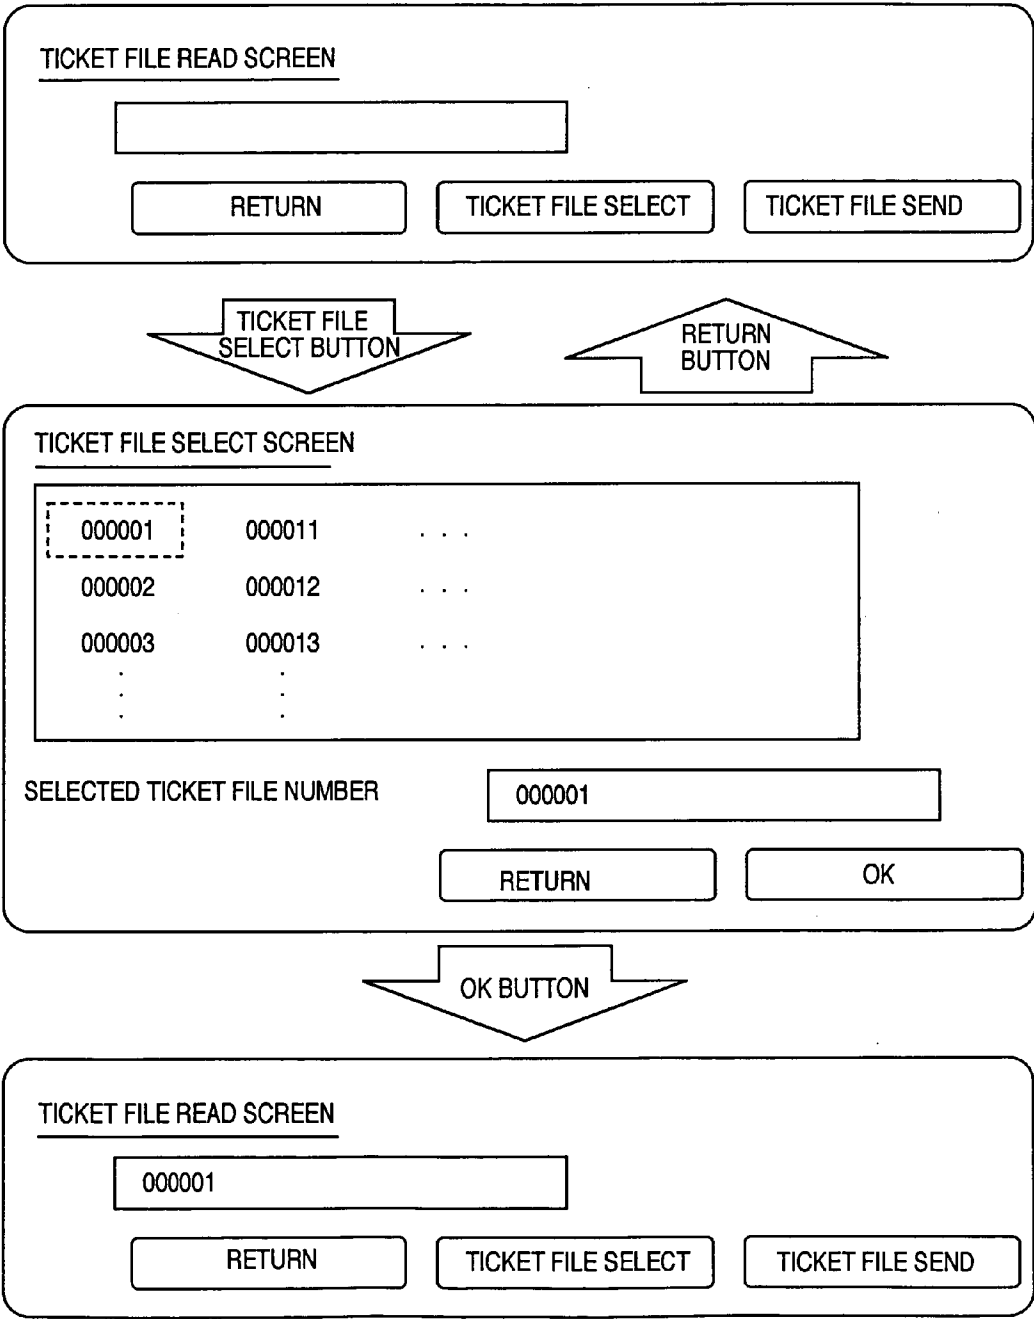 TICKET FILE READ SCREEN
RETURN
TICKET FILE SELECT
TICKET FILE SEND
TICKET FILE
SELECT BUTTON
RETURN
BUTTON
TICKET FILE SELECT SCREEN
000001 000011 . . .
000002 000012 . . .
000003 000013 . . .
SELECTED TICKET FILE NUMBER
000001
RETURN
OK
OK BUTTON
TICKET FILE READ SCREEN
000001
RETURN
TICKET FILE SELECT
TICKET FILE SEND